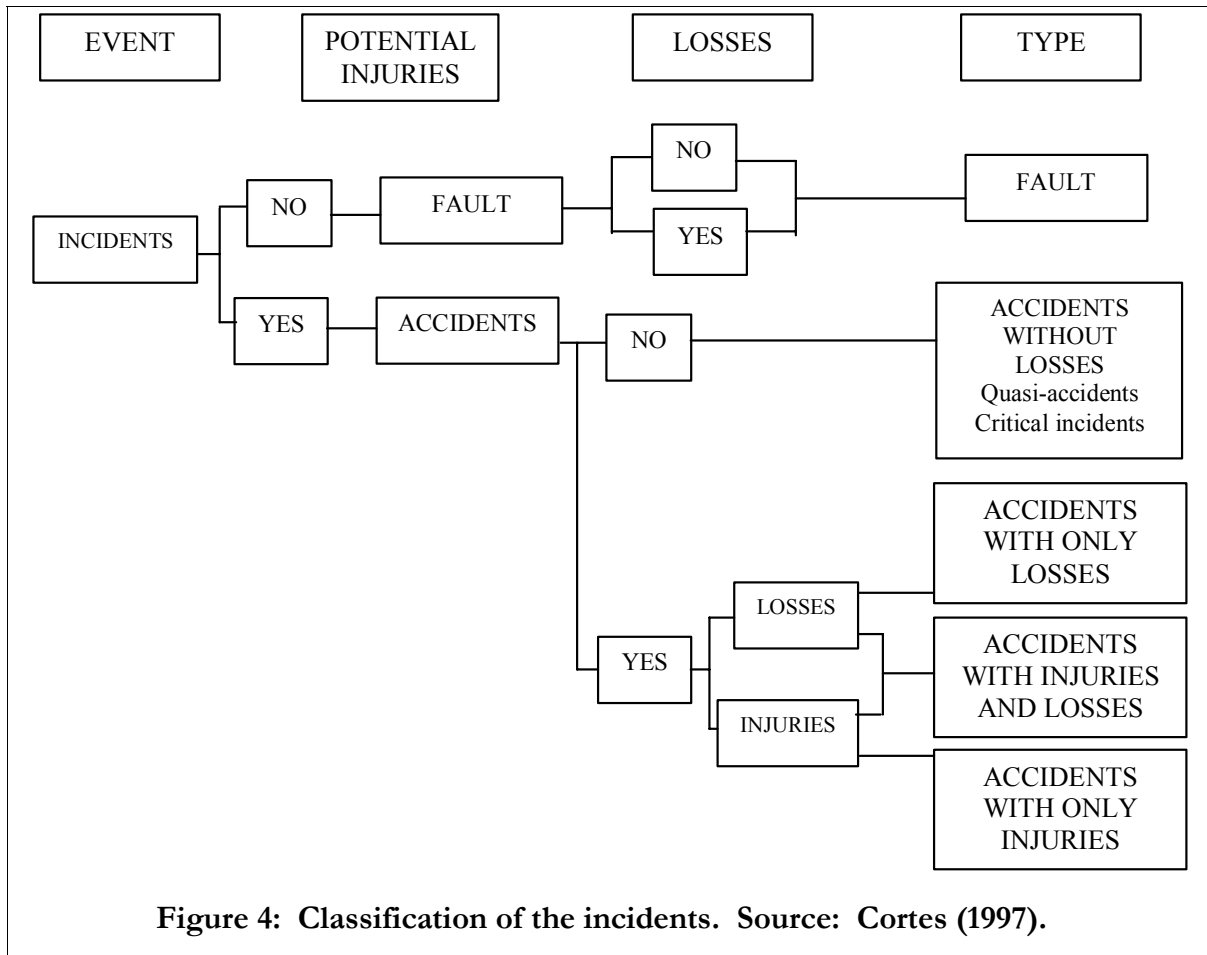 EVENT
POTENTIAL
INJURIES
LOSSES
TYPE
NO
NO
FAULT
FAULT
YES
INCIDENTS
YES
ACCIDENTS
NO
ACCIDENTS
WITHOUT
LOSSES
Quasi-accidents
Critical incidents
ACCIDENTS
WITH ONLY
LOSSES
LOSSES
YES
ACCIDENTS
WITH INJURIES
AND LOSSES
INJURIES
ACCIDENTS
WITH ONLY
INJURIES
Figure 4: Classification of the incidents. Source: Cortes (1997).